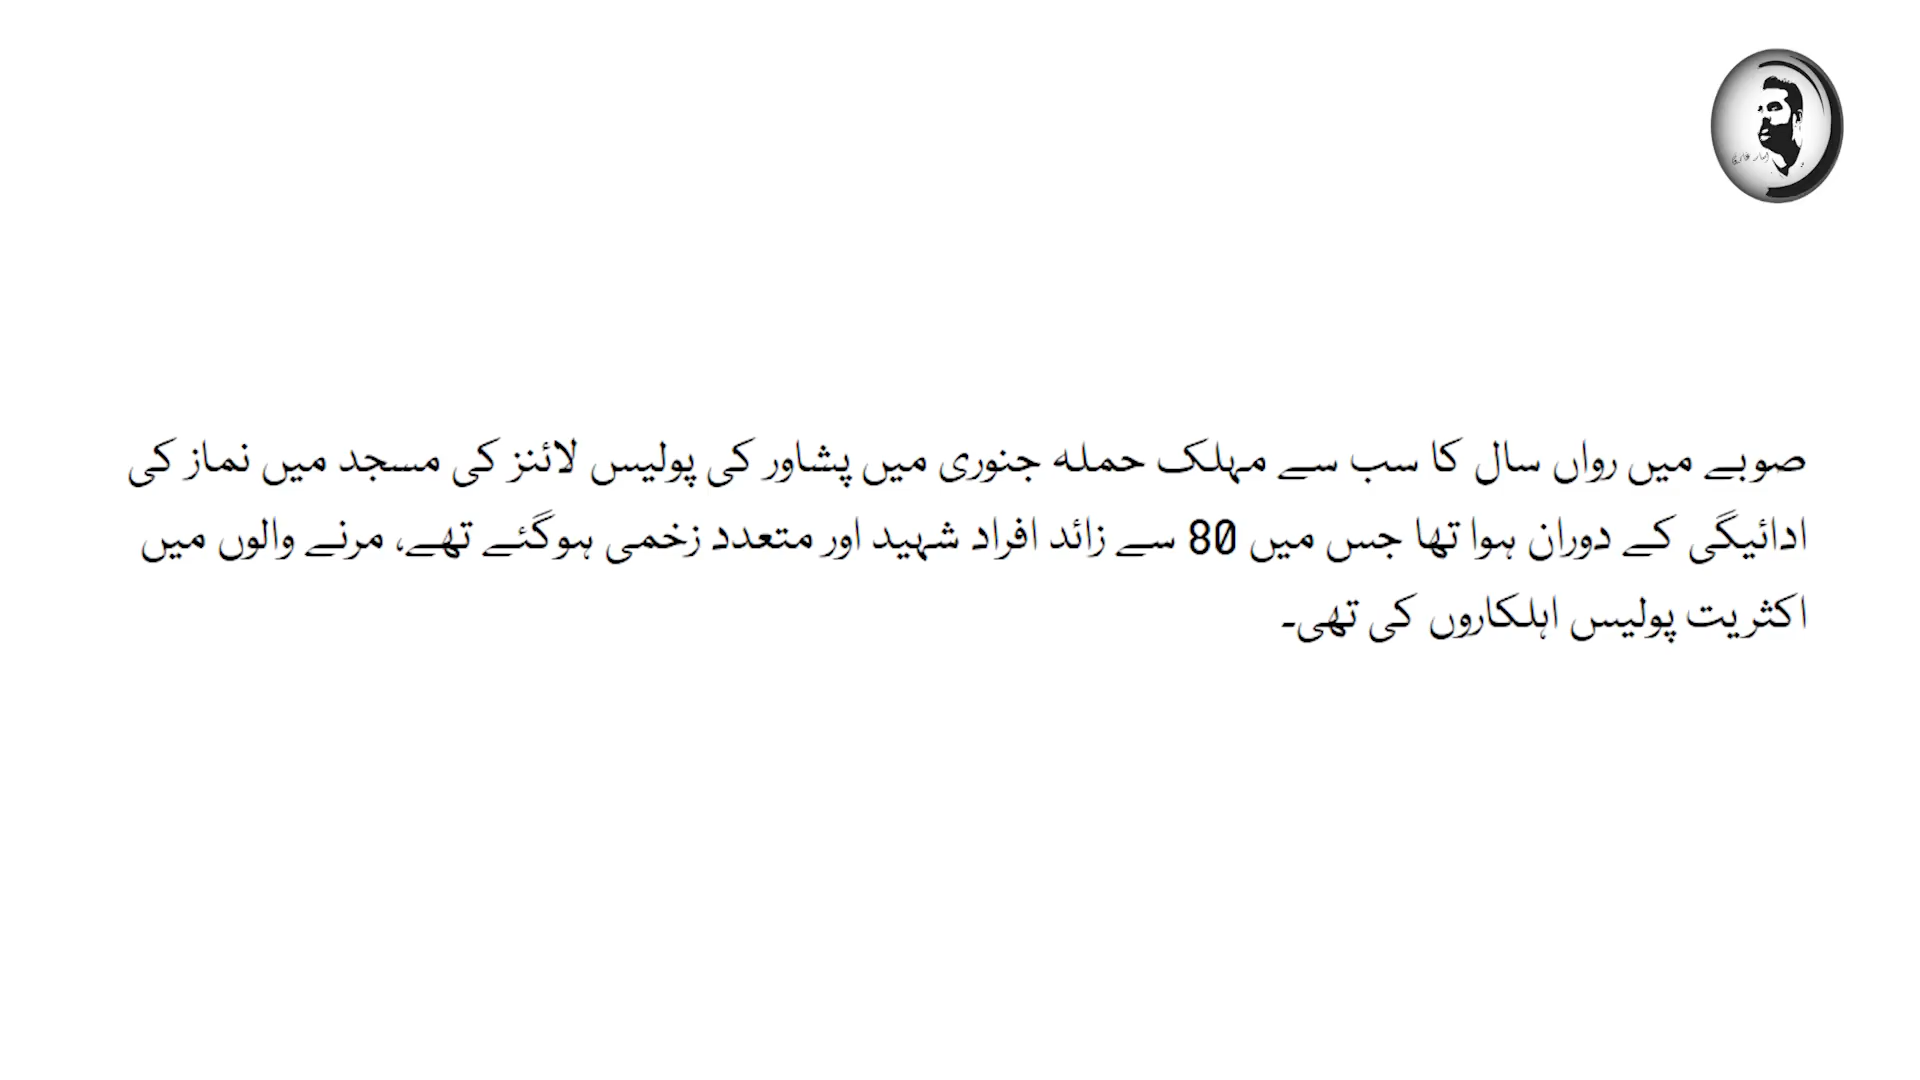 صوبے میں رواں سال کا سب سے مہلک حملہ جنوری میں پشاور کی پولیس لائنز کی مسجد میں نماز کی
ادائیگی کے دوران ہوا تھا جس میں 80 سے زائد افراد شہید اور متعدد زخمی ہوگئے تھے، مرنے والوں میں
اکثریت پولیس اہلکاروں کی تھی۔